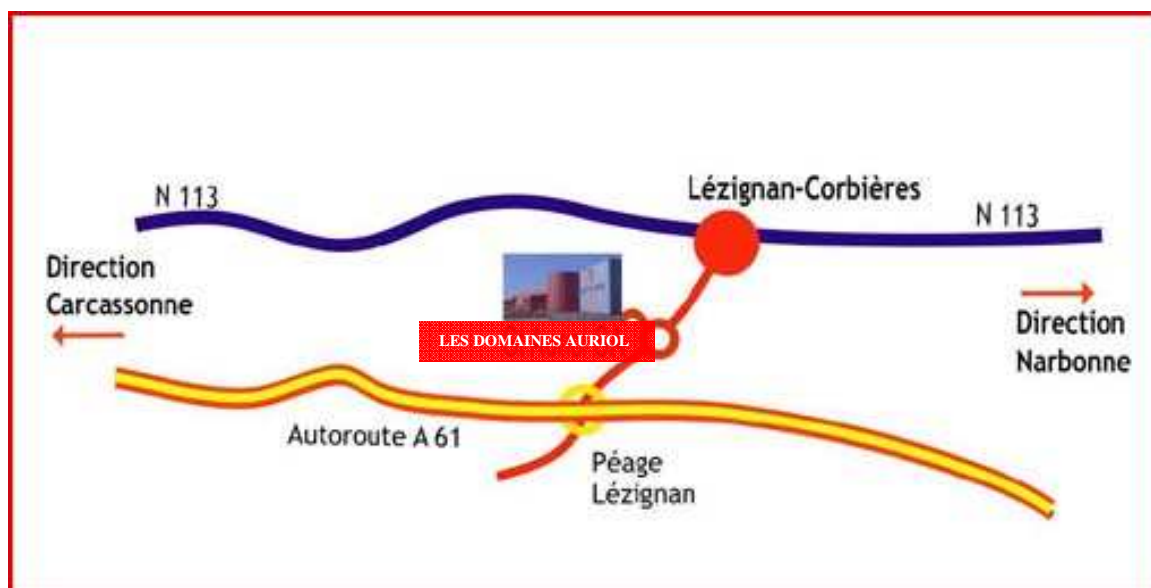 N 113
Lézignan-Corbières
N 113
Direction
Carcassonne
LES DOMAINES AURIOL
Direction
Narbonne
Autoroute A 61
Péage
Lézignan